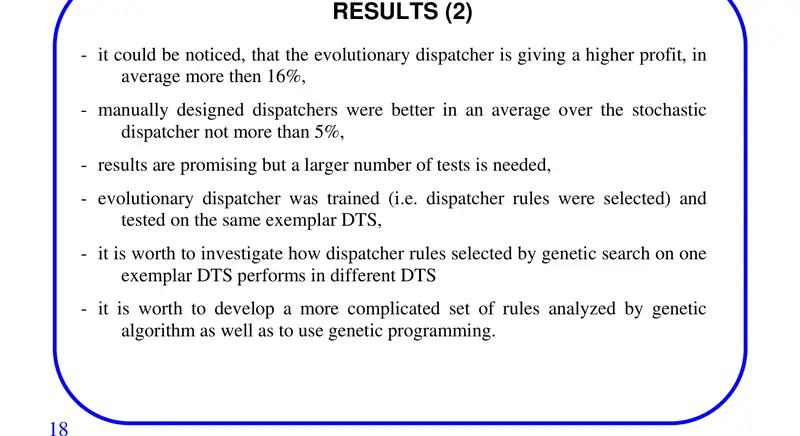 RESULTS (2)
- it could be noticed, that the evolutionary dispatcher is giving a higher profit, in
average more then 16%,
- manually designed dispatchers were better in an average over the stochastic
dispatcher not more than 5%,
- results are promising but a larger number of tests is needed,
- evolutionary dispatcher was trained (i.e. dispatcher rules were selected) and
tested on the same exemplar DTS,
- it is worth to investigate how dispatcher rules selected by genetic search on one
exemplar DTS performs in different DTS
- it is worth to develop a more complicated set of rules analyzed by genetic
algorithm as well as to use genetic programming.
18